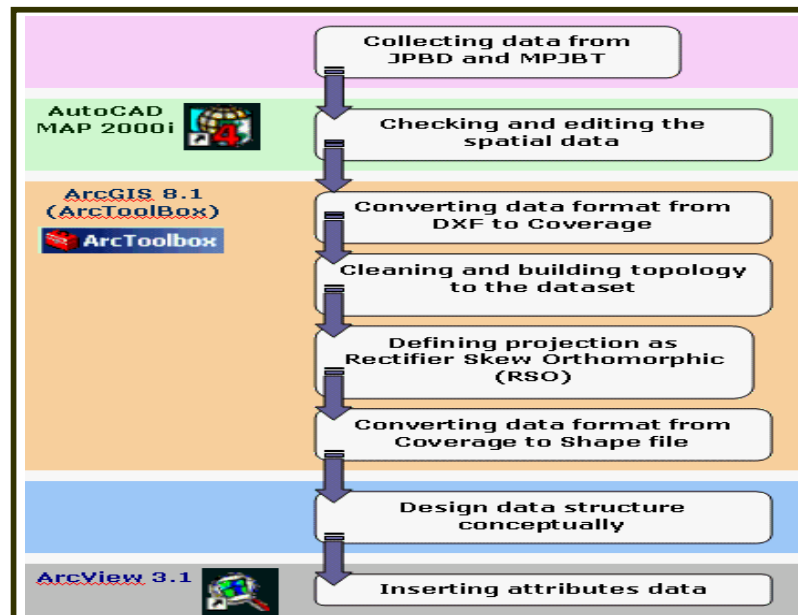 Collecting data from
JPBD and MPJBT
AutoCAD
MAP 2000i
4
Checking and editing the
spatial data
ArcGIS 8.1
(ArcToolBox)
ArcToolbox
Converting data format from
DXF to Coverage
Cleaning and building topology
to the dataset
Defining projection as
Rectifier Skew Orthomorphic
(RSO)
Converting data format from
Coverage to Shape file
Design data structure
conceptually
ArcView 3.1
Inserting attributes data